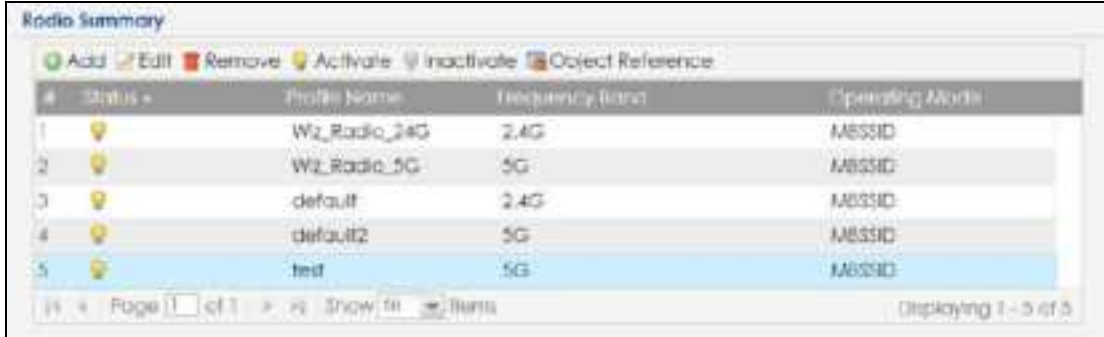 Radio Summary
Add Edit Remove Activate Inactivate Object Reference
# Status Profile Name Frequency Band Operating Mode
1 Wiz_Radio_24G 2.4G MBSSID
2 Wiz_Radio_5G 5G MBSSID
3 default 2.4G MBSSID
4 default2 5G MBSSID
5 test 5G MBSSID
Page 1 of 1 Show Items Displaying 1 - 5 of 5